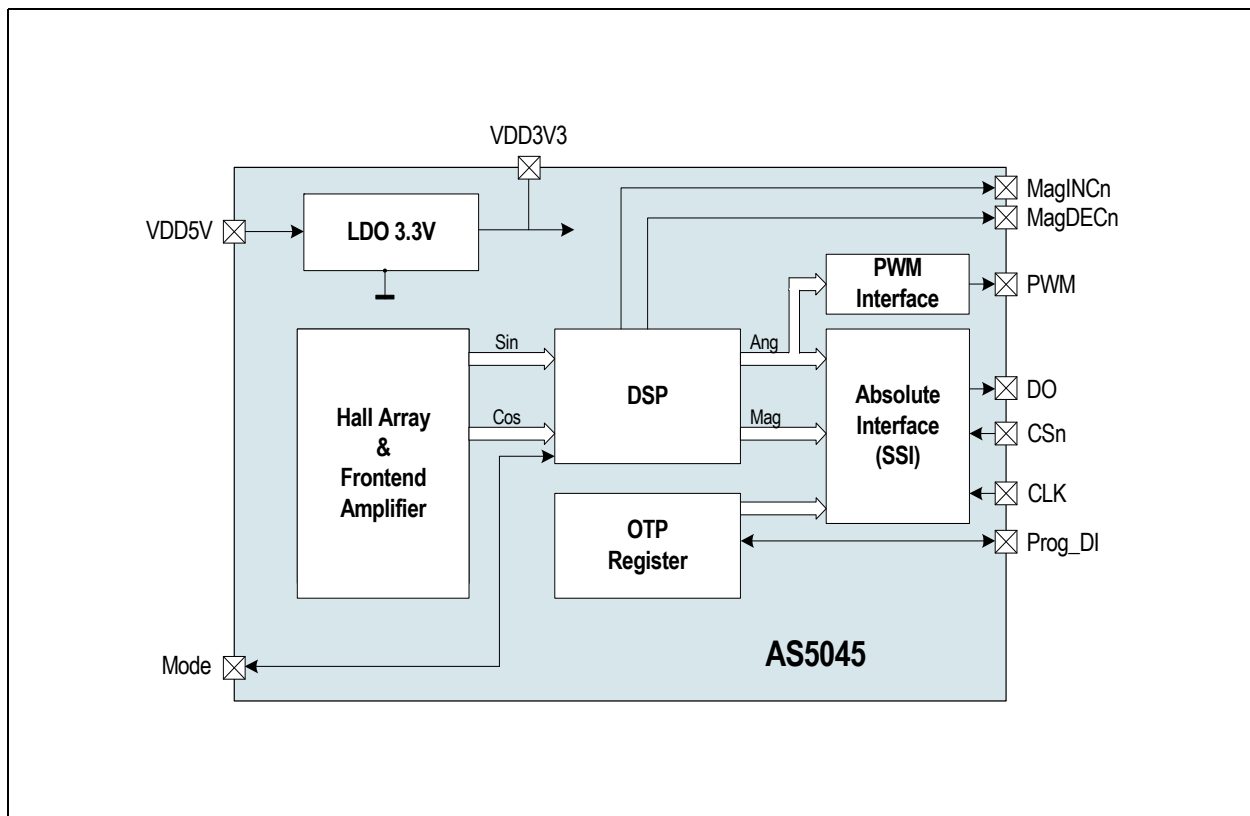 VDD3V3
MagINCn
MagDECn
VDD5V
LDO 3.3V
PWM
Interface
PWM
Sin
Ang
Hall Array
&
Frontend
Amplifier
DSP
Absolute
Interface
(SSI)
DO
Cos
Mag
CSn
CLK
OTP
Register
Prog_DI
Mode
AS5045